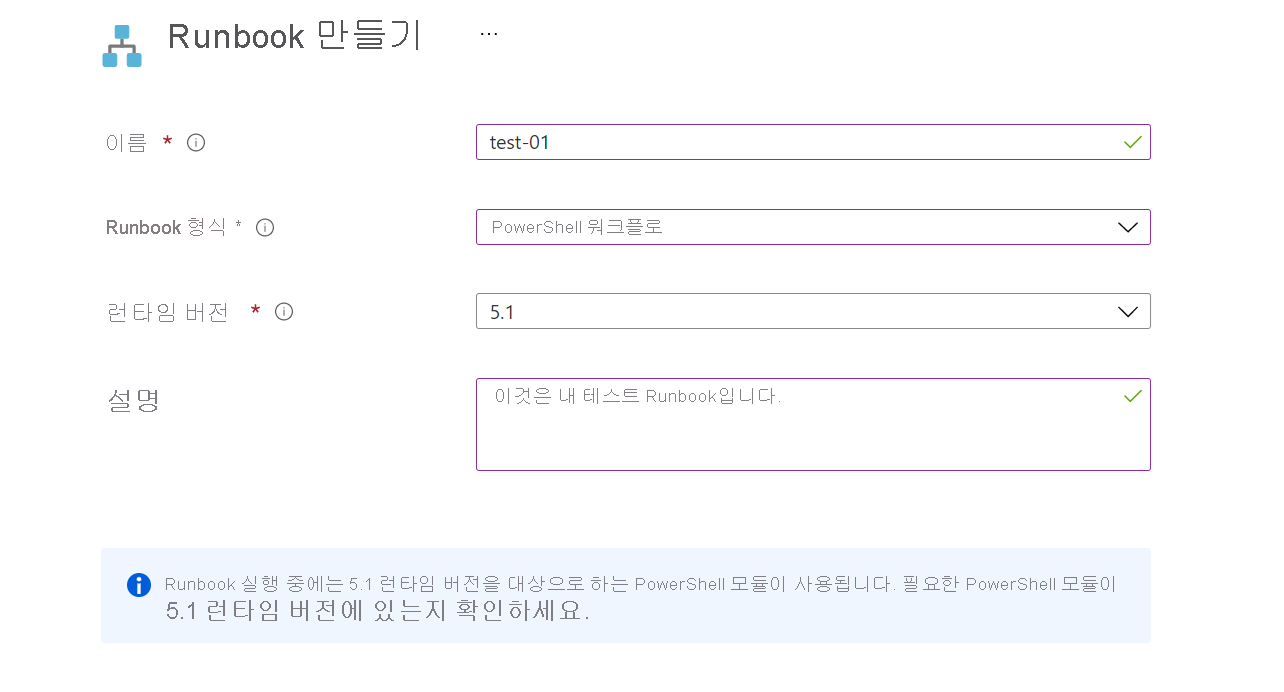 Runbook 만들기 ...
이름 *
test-01
Runbook 형식 *
PowerShell 워크플로
런타임 버전 *
5.1
설명
이것은 내 테스트 Runbook입니다.
Runbook 실행 중에는 5.1 런타임 버전을 대상으로 하는 PowerShell 모듈이 사용됩니다. 필요한 PowerShell 모듈이
5.1 런타임 버전에 있는지 확인하세요.